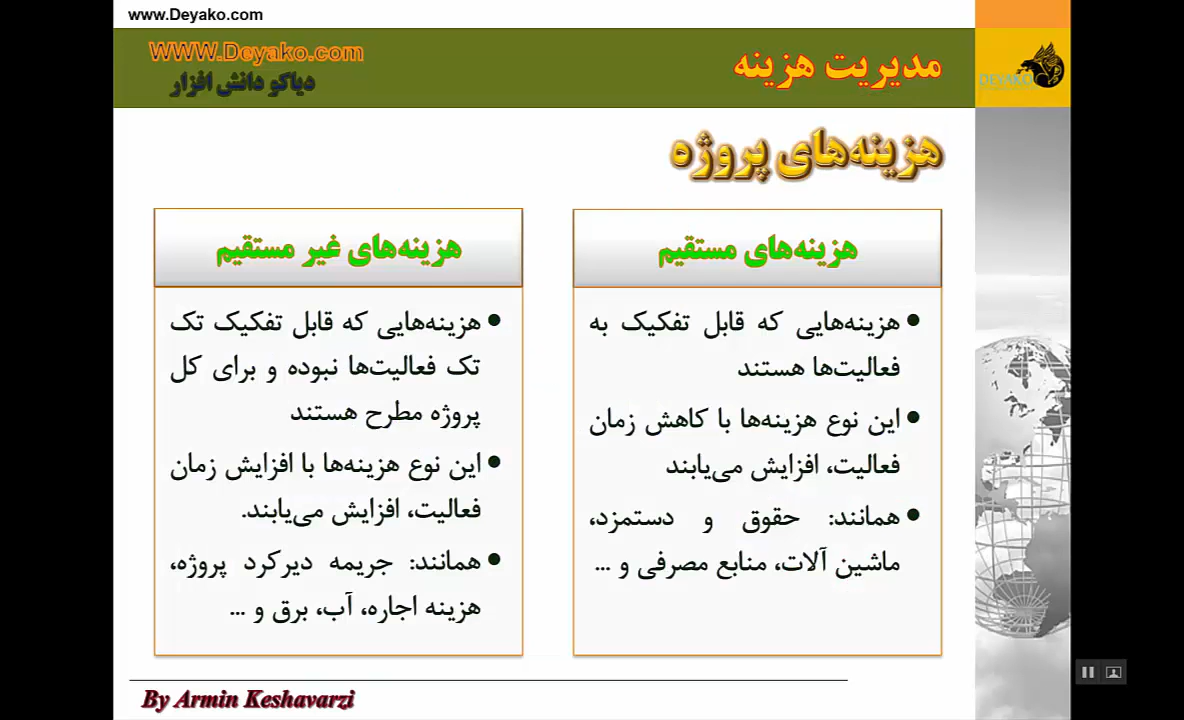 www.Deyako.com
WWW.Deyako.com
دیاکو دانش افزار
مدیریت هزینه
DEYAKO
هزینه‌های پروژه
هزینه‌های مستقیم
هزینه‌هایی که قابل تفکیک به
فعالیت‌ها هستند
این نوع هزینه‌ها با کاهش زمان
فعالیت، افزایش می‌یابند
همانند: حقوق و دستمزد،
ماشین آلات، منابع مصرفی و ...
هزینه‌های غیر مستقیم
هزینه‌هایی که قابل تفکیک تک
تک فعالیت‌ها نبوده و برای کل
پروژه مطرح هستند
این نوع هزینه‌ها با افزایش زمان
فعالیت، افزایش می‌یابند.
همانند: جریمه دیرکرد پروژه،
هزینه اجاره، آب، برق و ...
By Armin Keshavarzi